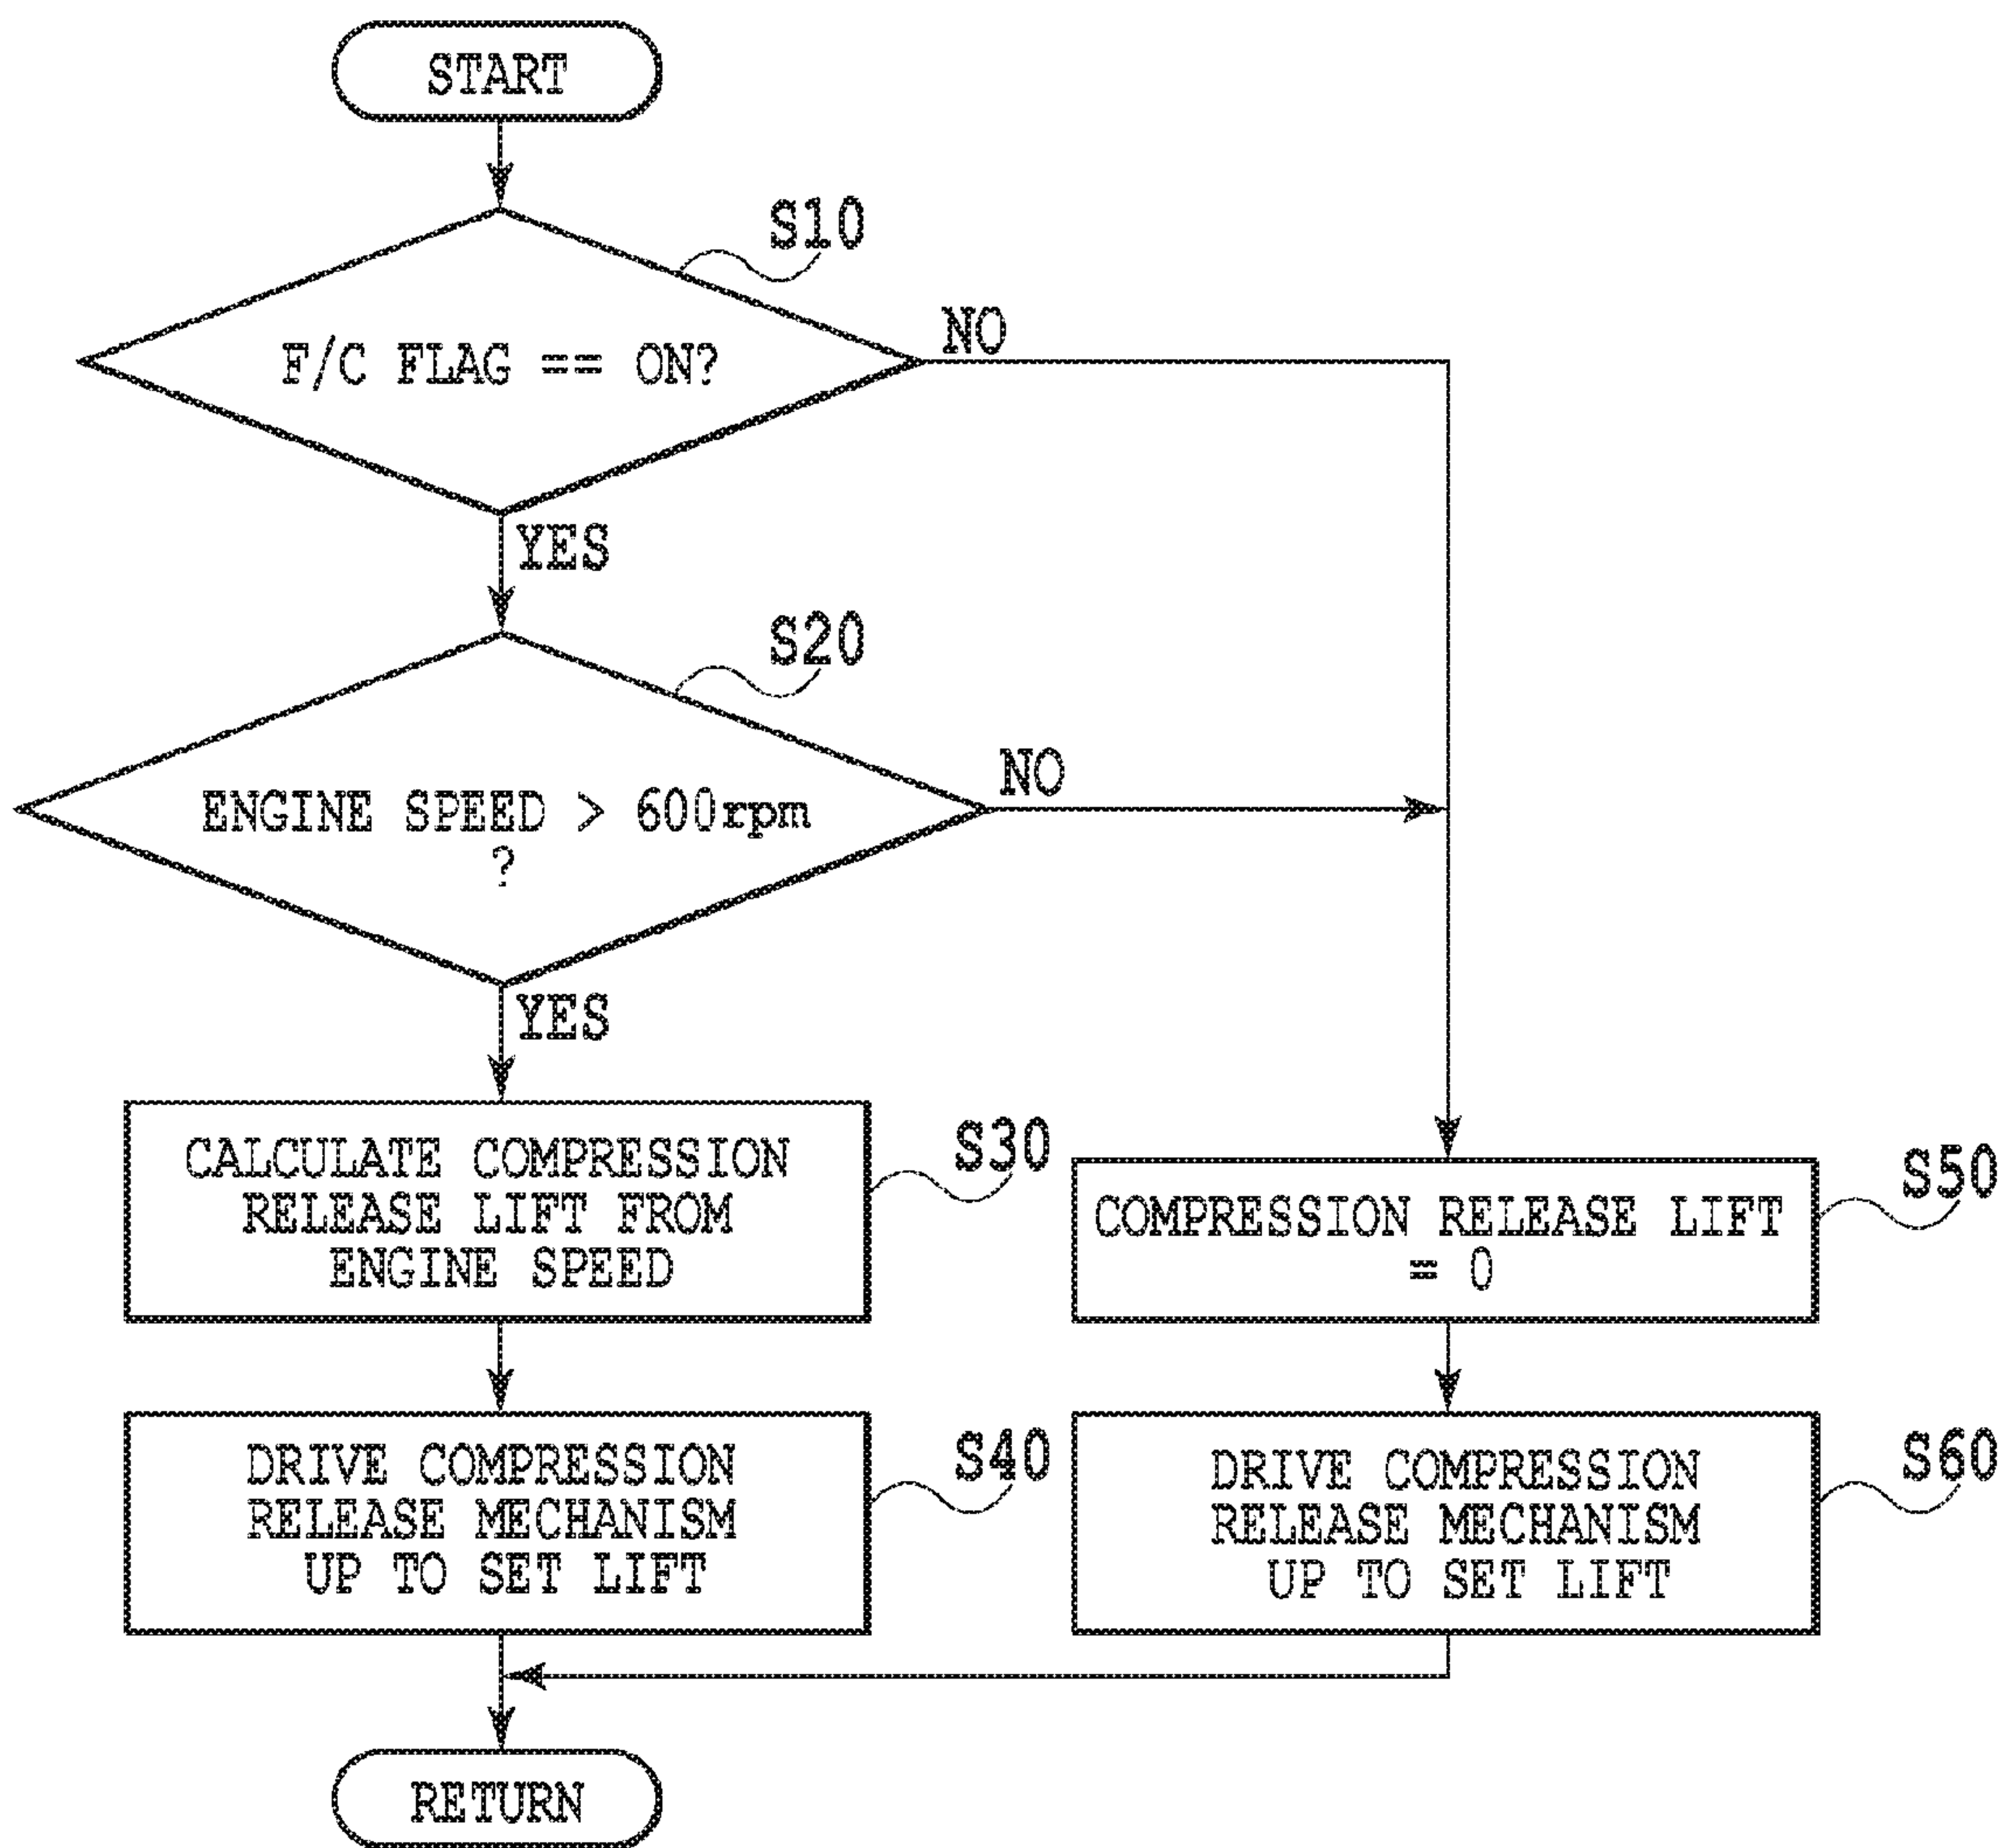 START
S10
F/C FLAG == ON?
NO
YES
S20
ENGINE SPEED > 600rpm
?
NO
YES
CALCULATE COMPRESSION
RELEASE LIFT FROM
ENGINE SPEED
S30
COMPRESSION RELEASE LIFT
= 0
S50
DRIVE COMPRESSION
RELEASE MECHANISM
UP TO SET LIFT
S40
DRIVE COMPRESSION
RELEASE MECHANISM
UP TO SET LIFT
S60
RETURN